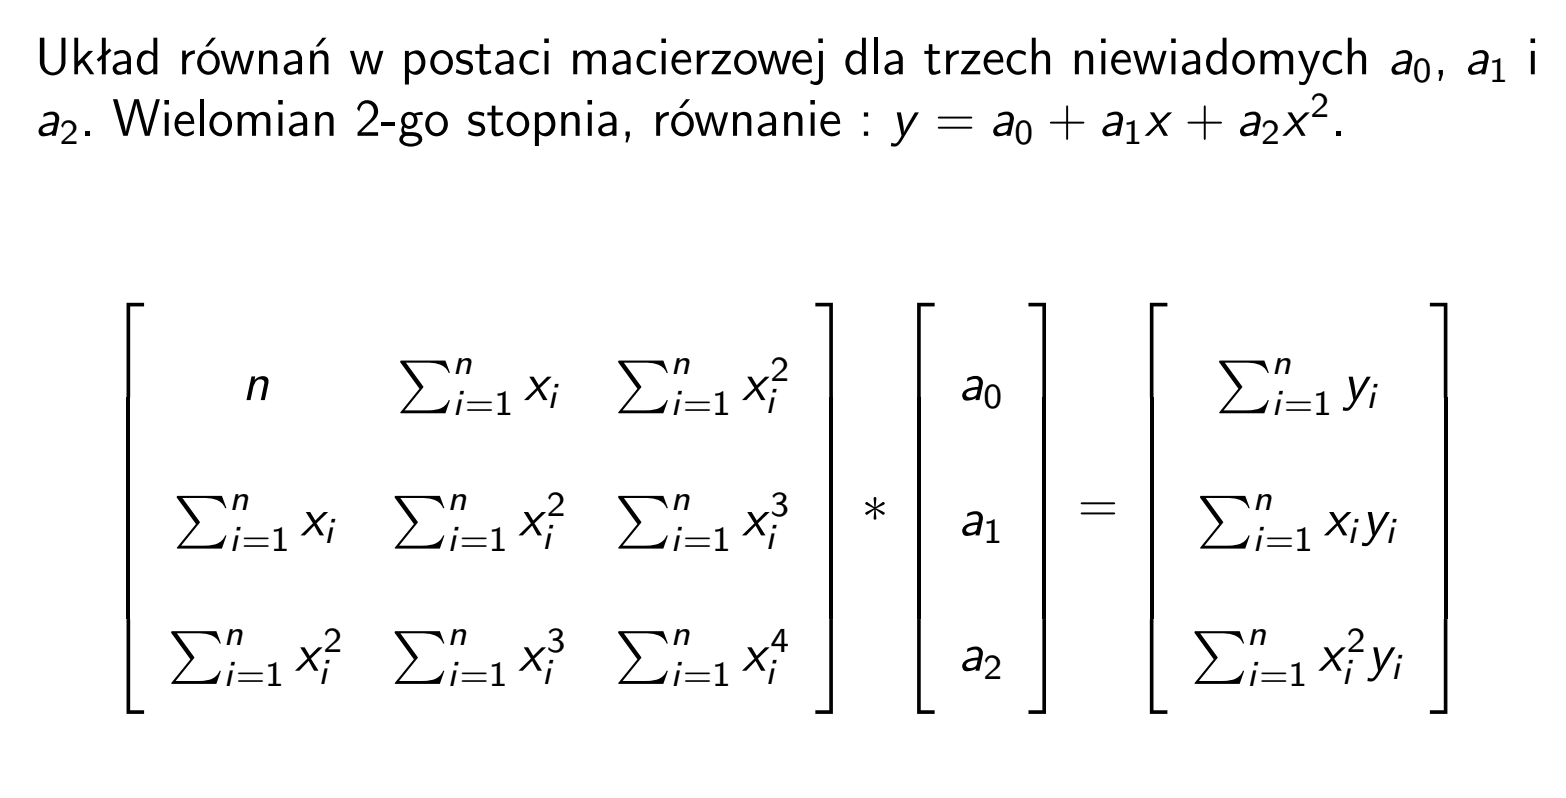 Układ równań w postaci macierzowej dla trzech niewiadomych $a_0$, $a_1$ i
$a_2$. Wielomian 2-go stopnia, równanie : $y = a_0 + a_1x + a_2x^2$.
$\begin{bmatrix} n & \sum_{i=1}^{n} x_i & \sum_{i=1}^{n} x_i^2 \\ \sum_{i=1}^{n} x_i & \sum_{i=1}^{n} x_i^2 & \sum_{i=1}^{n} x_i^3 \\ \sum_{i=1}^{n} x_i^2 & \sum_{i=1}^{n} x_i^3 & \sum_{i=1}^{n} x_i^4 \end{bmatrix} * \begin{bmatrix} a_0 \\ a_1 \\ a_2 \end{bmatrix} = \begin{bmatrix} \sum_{i=1}^{n} y_i \\ \sum_{i=1}^{n} x_i y_i \\ \sum_{i=1}^{n} x_i^2 y_i \end{bmatrix}$